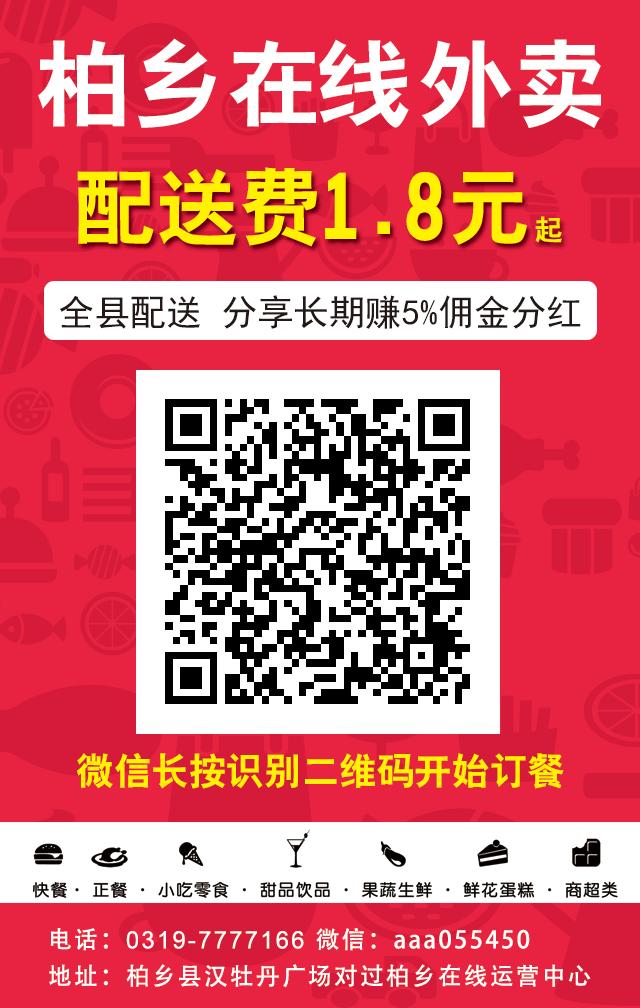 柏乡在线外卖
配送费1.8元起
全县配送 分享长期赚5%佣金分红
微信长按识别二维码开始订餐
快餐 · 正餐 · 小吃零食 · 甜品饮品 · 果蔬生鲜 · 鲜花蛋糕 · 商超类
电话：0319-7777166 微信：aaa055450
地址：柏乡县汉牡丹广场对过柏乡在线运营中心